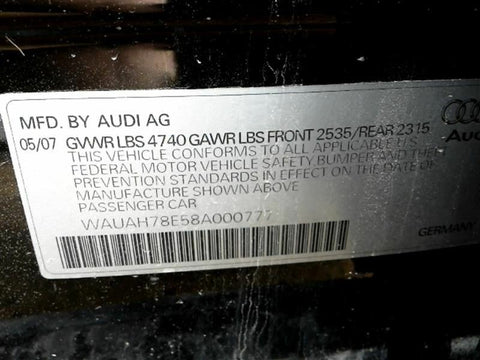 MFD. BY AUDI AG
05/07 GVWR LBS 4740 GAWR LBS FRONT 2535/REAR 2315
THIS VEHICLE CONFORMS TO ALL APPLICABLE U.S.
FEDERAL MOTOR VEHICLE SAFETY, BUMPER AND THEFT
PREVENTION STANDARDS IN EFFECT ON THE DATE OF
MANUFACTURE SHOWN ABOVE
PASSENGER CAR
WAUAH78E58A000777
GERMANY